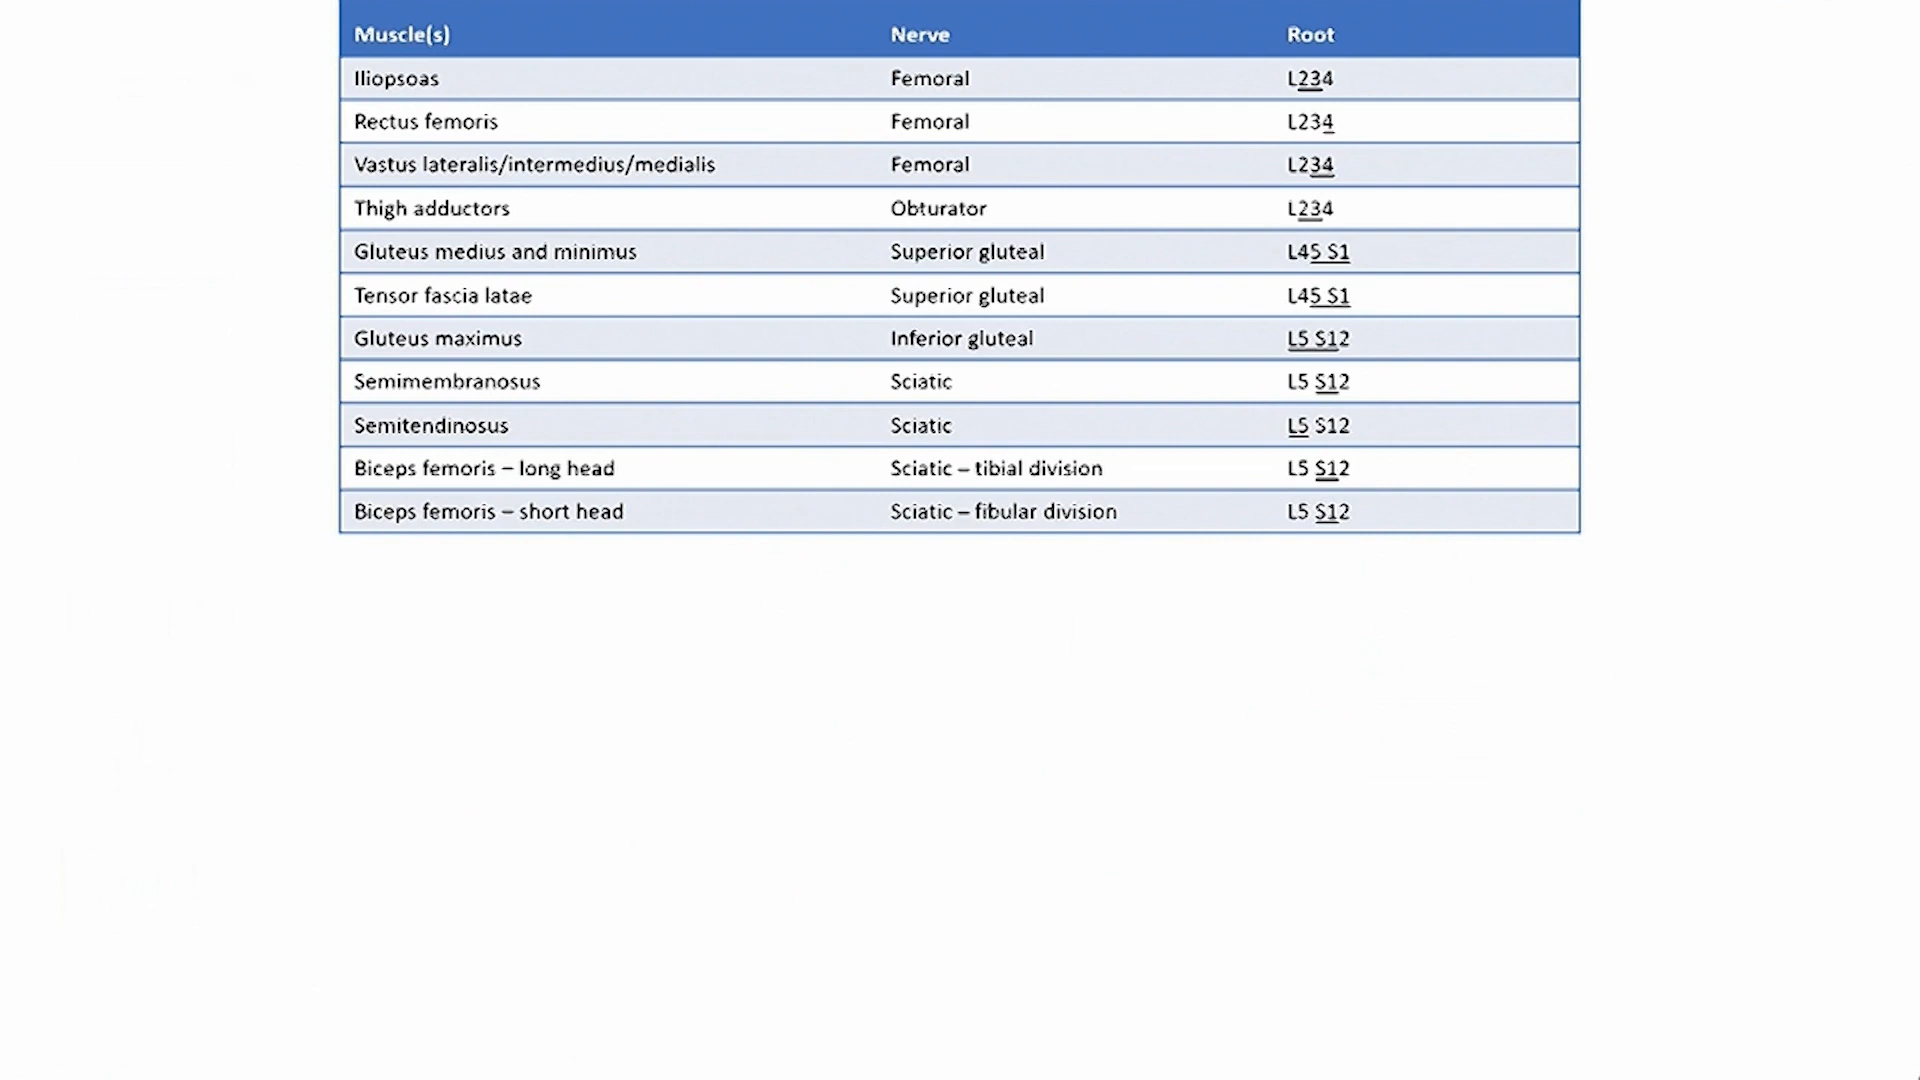 Muscle(s) Nerve Root
Iliopsoas Femoral L234
Rectus femoris Femoral L234
Vastus lateralis/intermedius/medialis Femoral L234
Thigh adductors Obturator L234
Gluteus medius and minimus Superior gluteal L45 S1
Tensor fascia latae Superior gluteal L45 S1
Gluteus maximus Inferior gluteal L5 S12
Semimembranosus Sciatic L5 S12
Semitendinosus Sciatic L5 S12
Biceps femoris – long head Sciatic – tibial division L5 S12
Biceps femoris – short head Sciatic – fibular division L5 S12